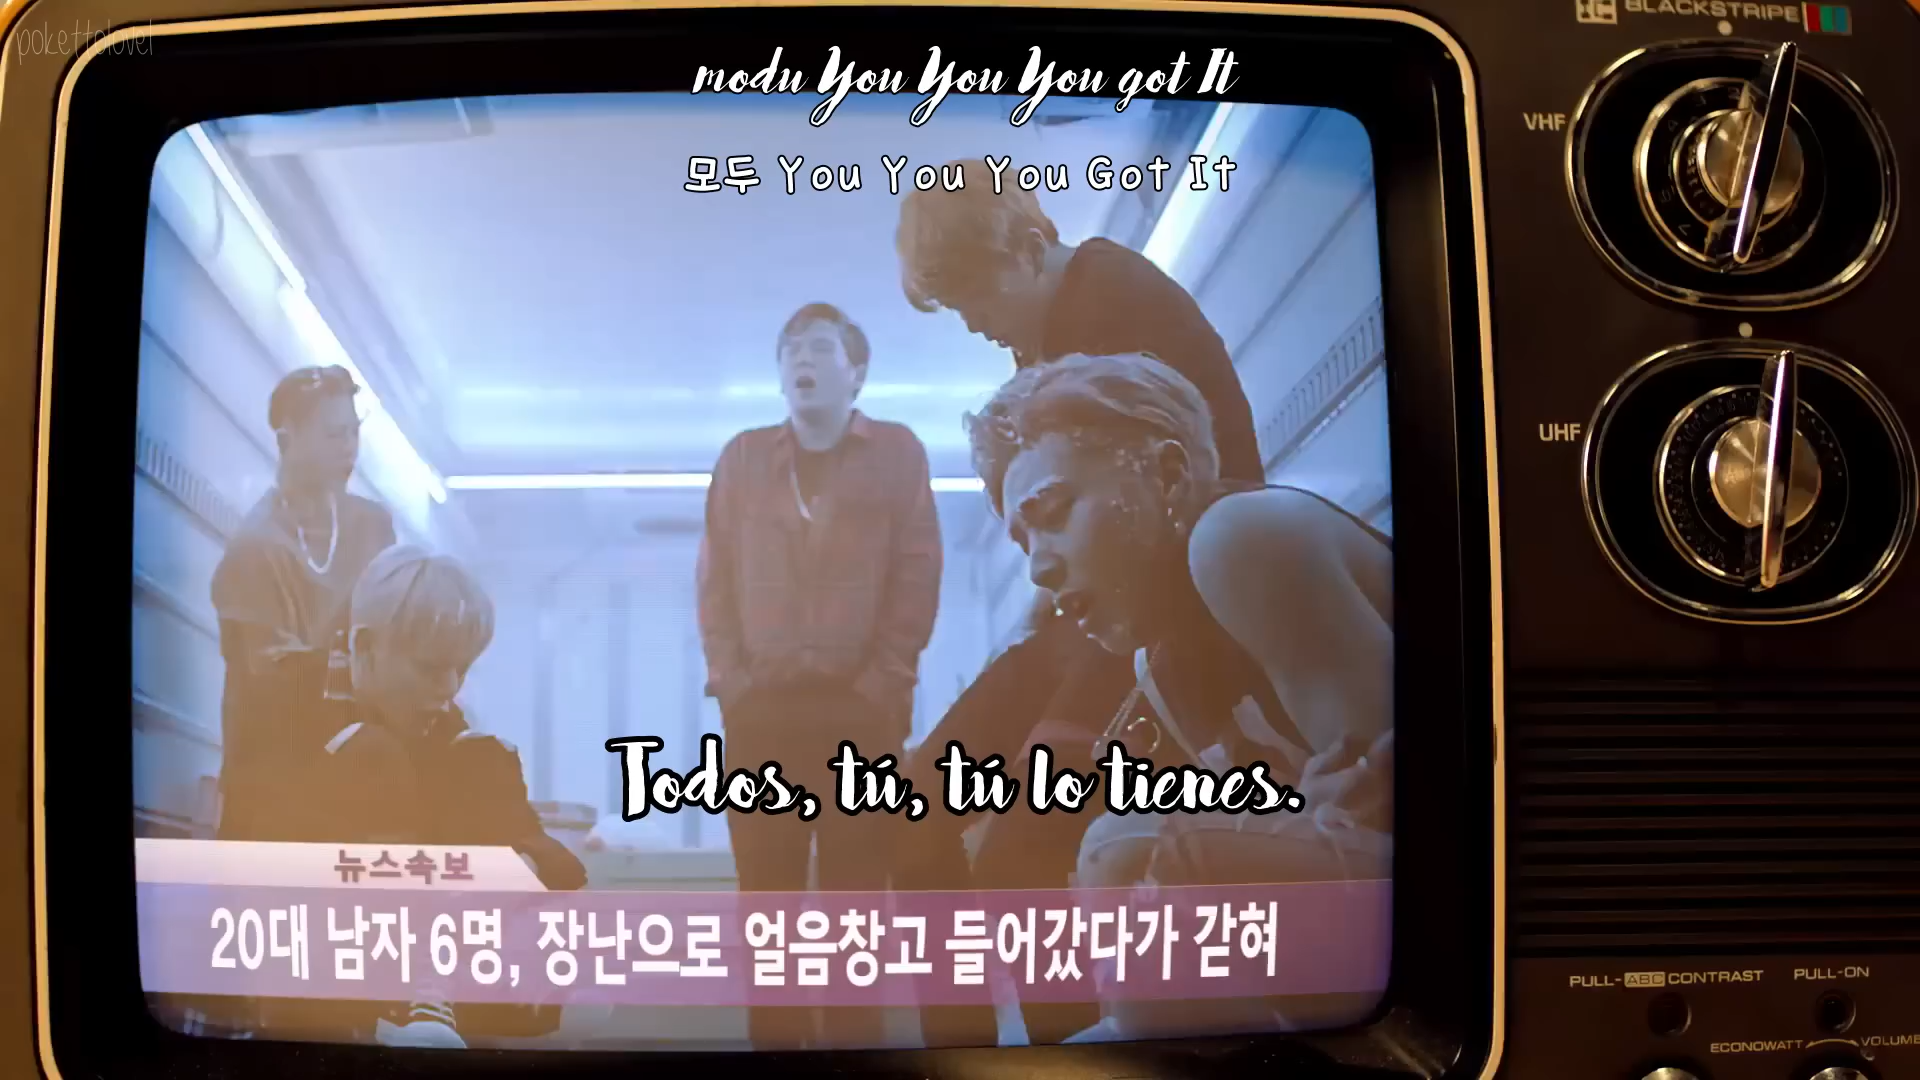 pokettolovel
BLACKSTRIPE
modu You You You got It
모두 You You You Got It
VHF
UHF
Todos, tú, tú lo tienes.
뉴스속보
20대 남자 6명, 장난으로 얼음창고 들어갔다가 갇혀
PULL-ABC CONTRAST
PULL-ON
ECONOWATT
VOLUME